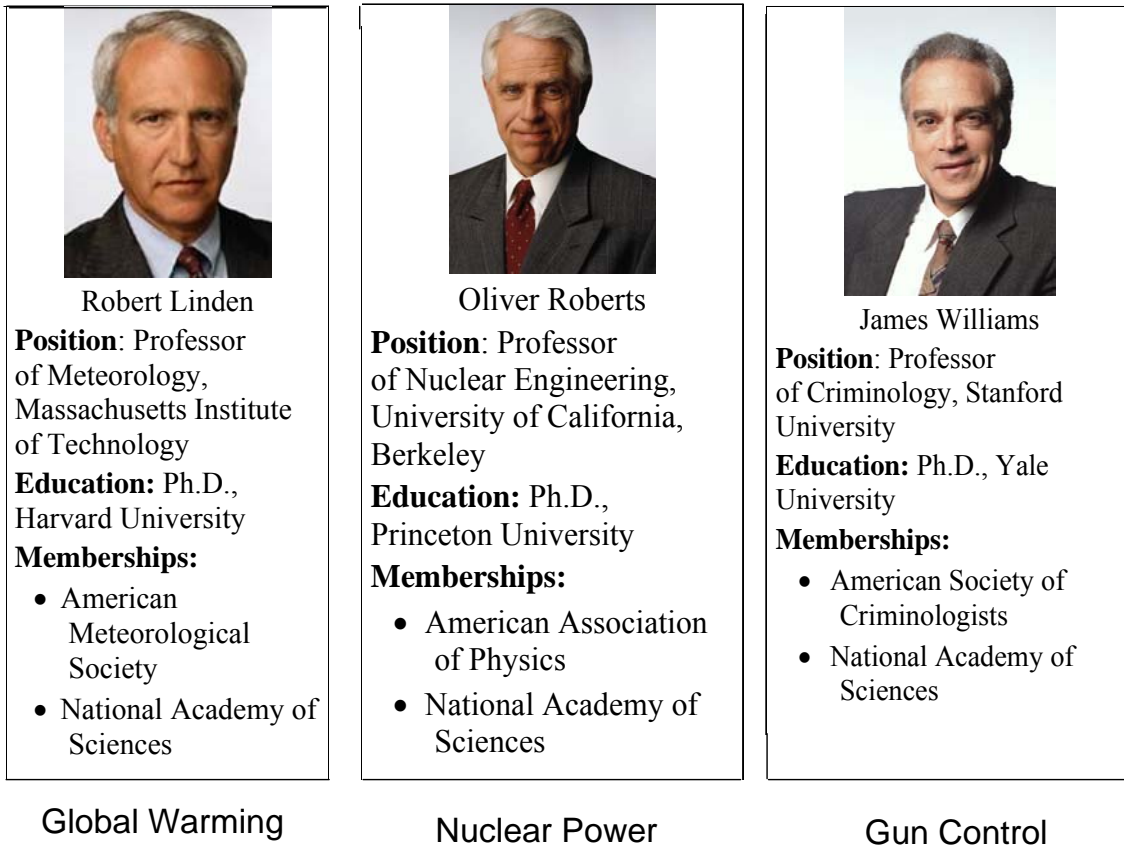 Robert Linden
Position: Professor
of Meteorology,
Massachusetts Institute
of Technology
Education: Ph.D.,
Harvard University
Memberships:
• American
Meteorological
Society
• National Academy of
Sciences
Global Warming
Oliver Roberts
Position: Professor
of Nuclear Engineering,
University of California,
Berkeley
Education: Ph.D.,
Princeton University
Memberships:
• American Association
of Physics
• National Academy of
Sciences
Nuclear Power
James Williams
Position: Professor
of Criminology, Stanford
University
Education: Ph.D., Yale
University
Memberships:
• American Society of
Criminologists
• National Academy of
Sciences
Gun Control